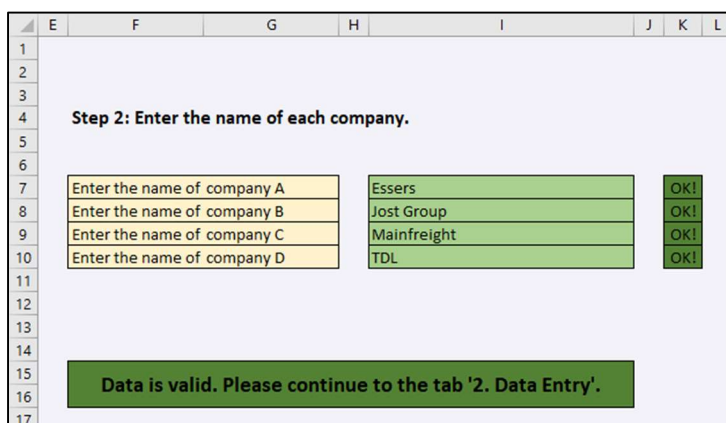 E F G H I J K L
1
2
3
4 Step 2: Enter the name of each company.
5
6
7 Enter the name of company A Essers OK!
8 Enter the name of company B Jost Group OK!
9 Enter the name of company C Mainfreight OK!
10 Enter the name of company D TDL OK!
11
12
13
14
15
Data is valid. Please continue to the tab '2. Data Entry'.
16
17